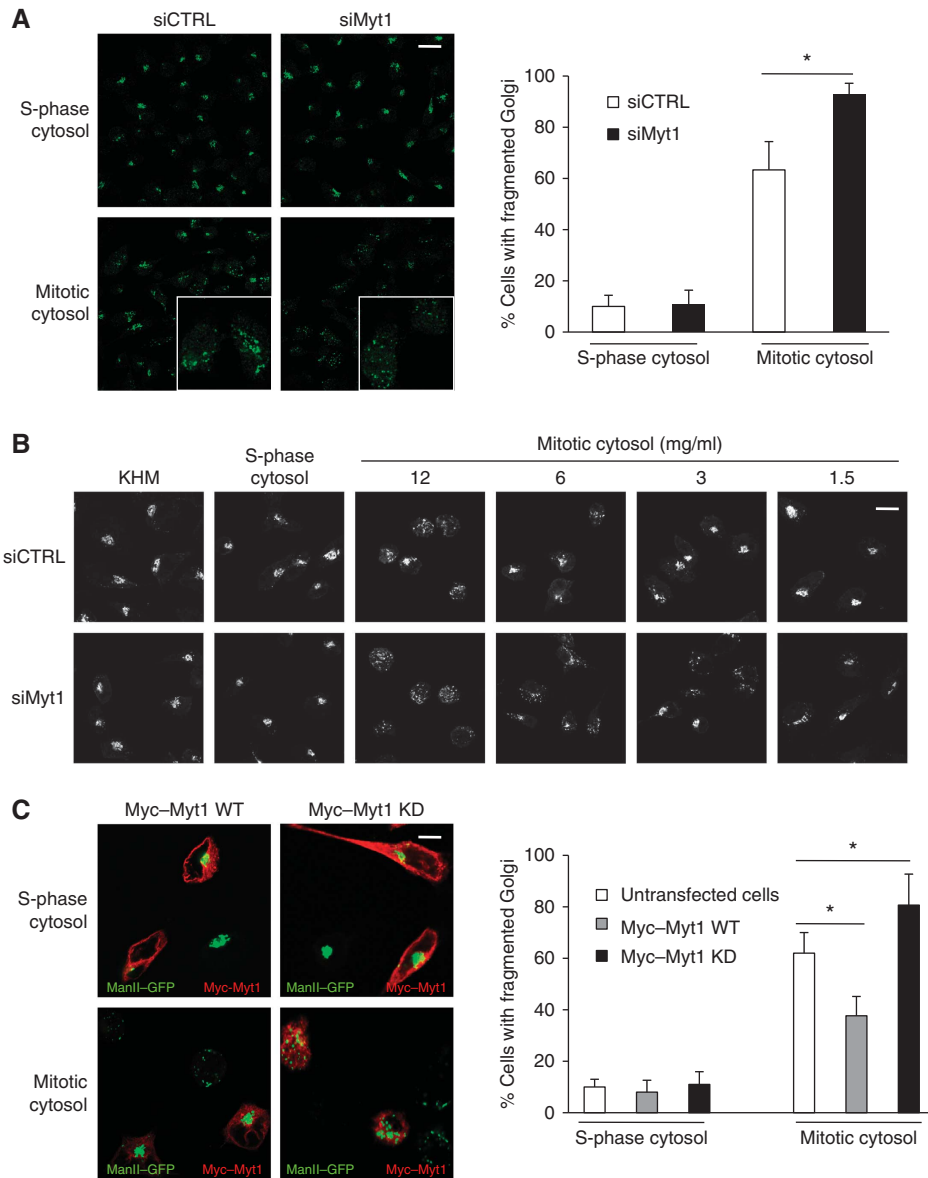 A
siCTRL
siMyt1
S-phase
cytosol
Mitotic
cytosol
% Cells with fragmented Golgi
100
80
60
40
20
0
siCTRL
siMyt1
*
S-phase cytosol
Mitotic cytosol
B
Mitotic cytosol (mg/ml)
KHM
S-phase
cytosol
12
6
3
1.5
siCTRL
siMyt1
C
Myc–Myt1 WT
Myc–Myt1 KD
S-phase
cytosol
ManII–GFP
Myc-Myt1
ManII–GFP
Myc–Myt1
Mitotic
cytosol
ManII–GFP
Myc–Myt1
ManII–GFP
Myc–Myt1
% Cells with fragmented Golgi
100
80
60
40
20
0
Untransfected cells
Myc–Myt1 WT
Myc–Myt1 KD
*
*
S-phase cytosol
Mitotic cytosol